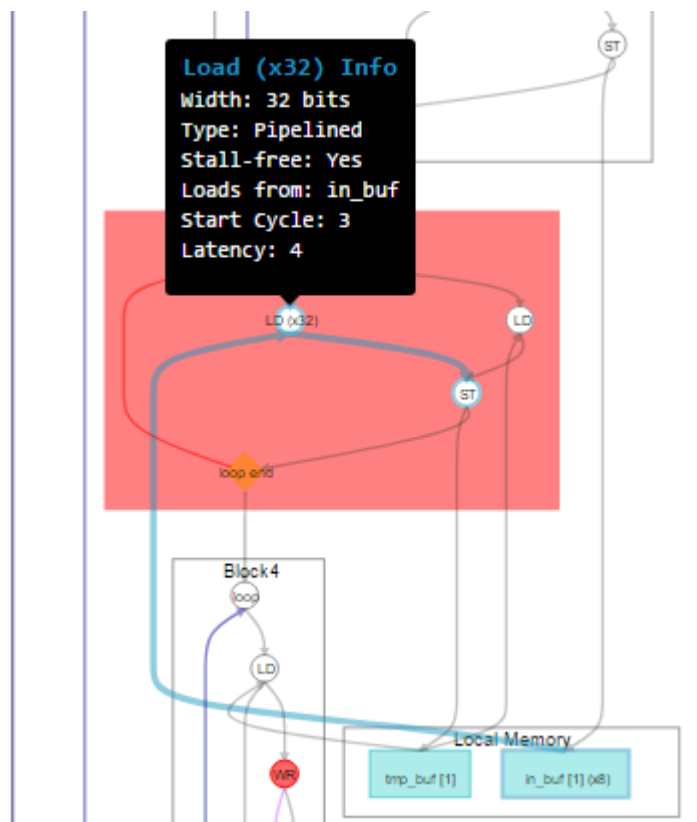 ST
Load (x32) Info
Width: 32 bits
Type: Pipelined
Stall-free: Yes
Loads from: in_buf
Start Cycle: 3
Latency: 4
LD (x32)
LD
ST
loop end
Block4
loop
LD
Local Memory
WR
tmp_buf [1]
in_buf [1] (x8)